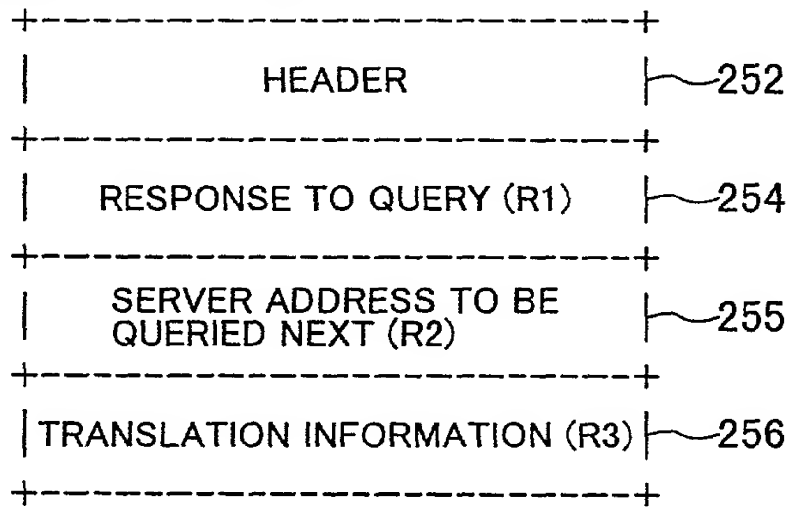 HEADER 252
RESPONSE TO QUERY (R1) 254
SERVER ADDRESS TO BE
QUERIED NEXT (R2) 255
TRANSLATION INFORMATION (R3) 256